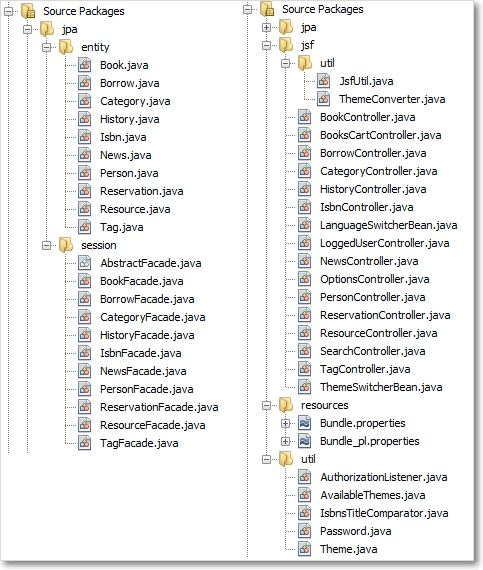 Source Packages
jpa
entity
Book.java
Borrow.java
Category.java
History.java
Isbn.java
News.java
Person.java
Reservation.java
Resource.java
Tag.java
session
AbstractFacade.java
BookFacade.java
BorrowFacade.java
CategoryFacade.java
HistoryFacade.java
IsbnFacade.java
NewsFacade.java
PersonFacade.java
ReservationFacade.java
ResourceFacade.java
TagFacade.java
Source Packages
jpa
jsf
util
JsfUtil.java
ThemeConverter.java
BookController.java
BooksCartController.java
BorrowController.java
CategoryController.java
HistoryController.java
IsbnController.java
LanguageSwitcherBean.java
LoggedUserController.java
NewsController.java
OptionsController.java
PersonController.java
ReservationController.java
ResourceController.java
SearchController.java
TagController.java
ThemeSwitcherBean.java
resources
Bundle.properties
Bundle_pl.properties
util
AuthorizationListener.java
AvailableThemes.java
IsbnsTitleComparator.java
Password.java
Theme.java